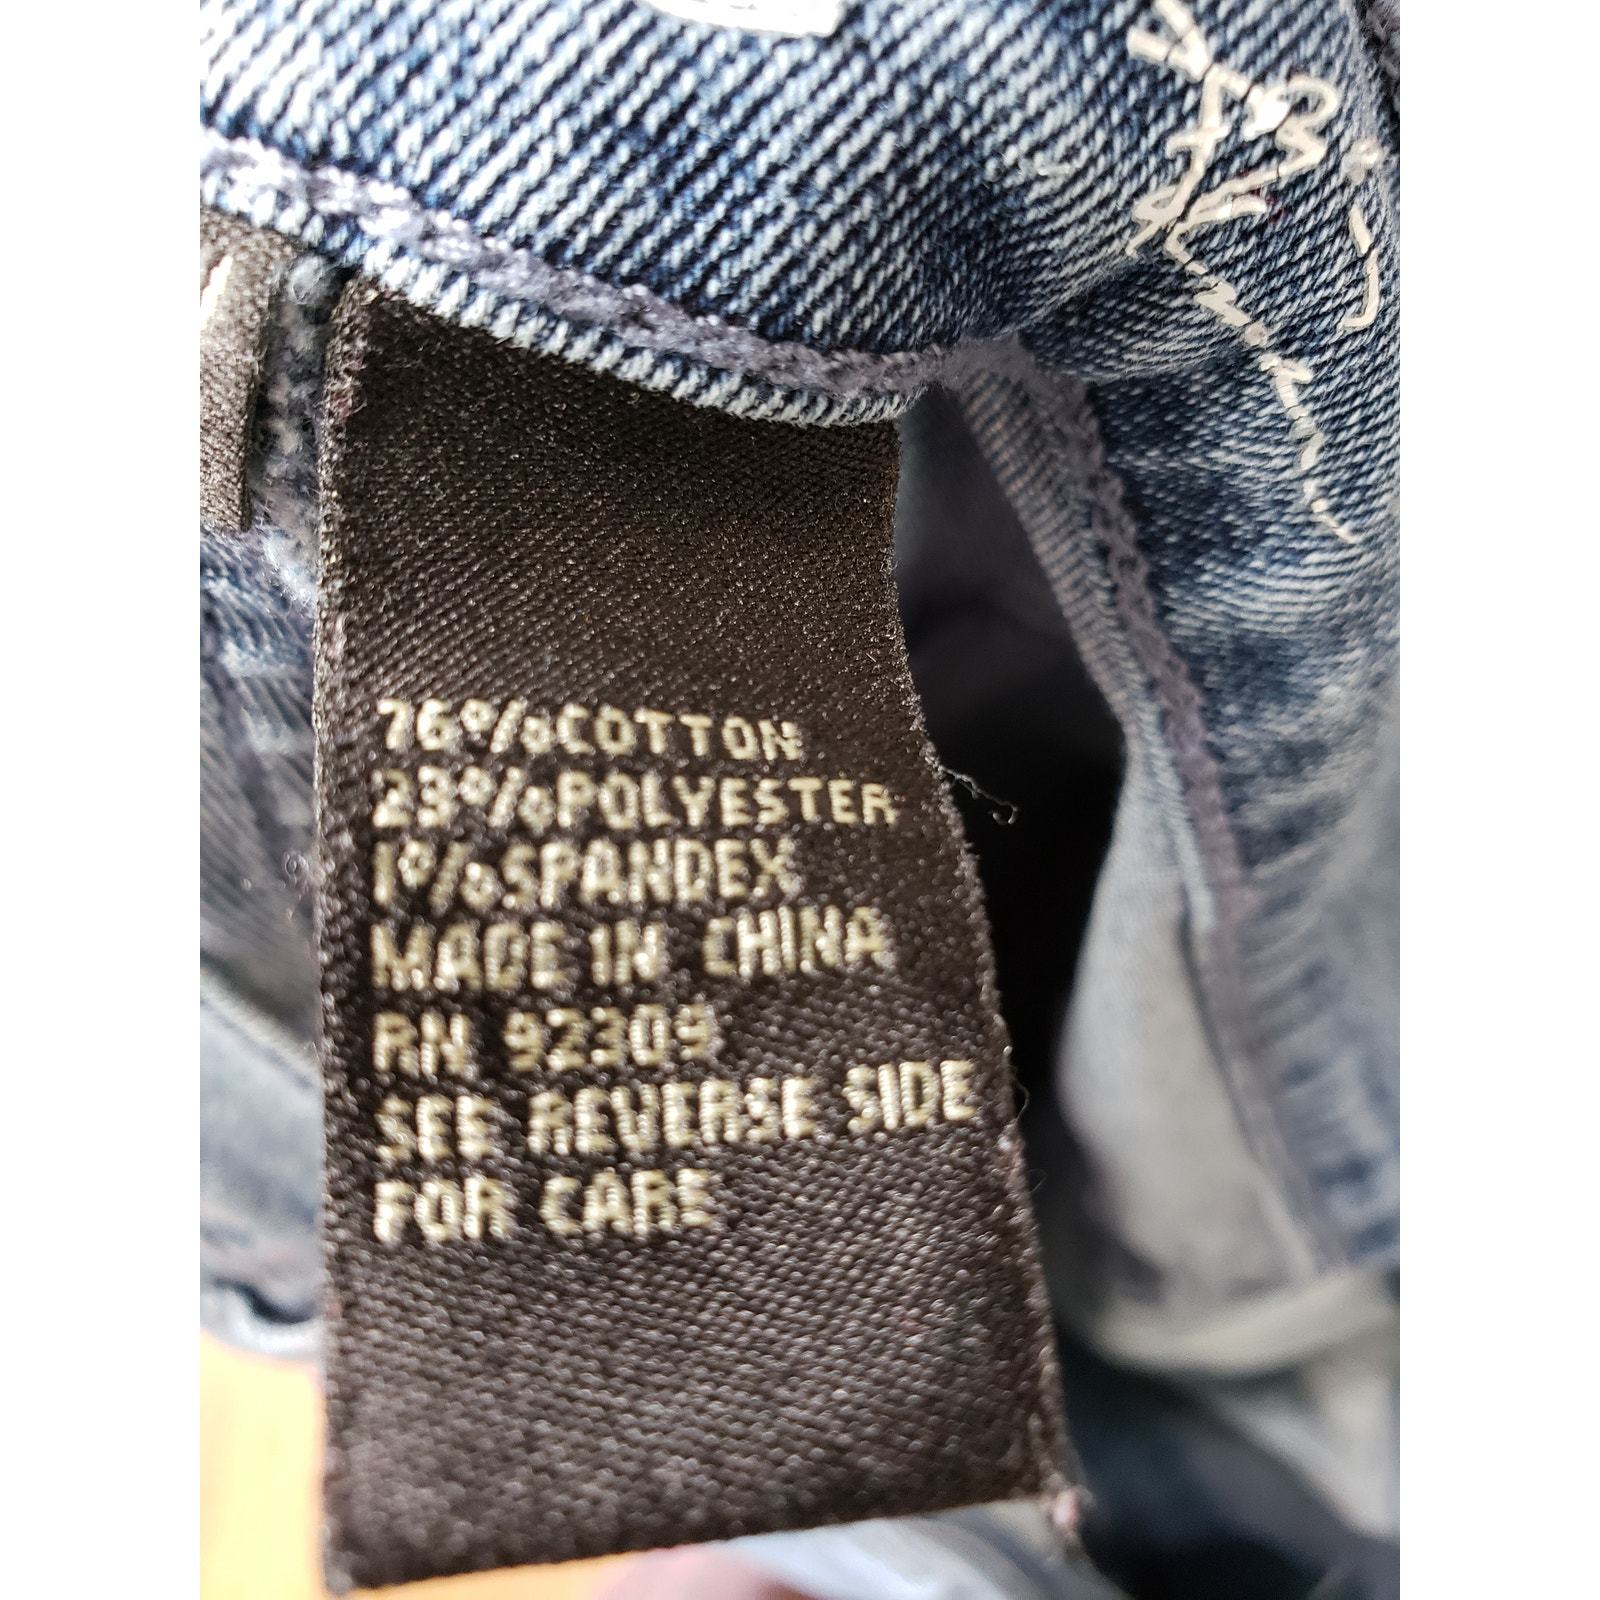 76%COTTON
23%POLYESTER
1%SPANDEX
MADE IN CHINA
RN 92309
SEE REVERSE SIDE
FOR CARE